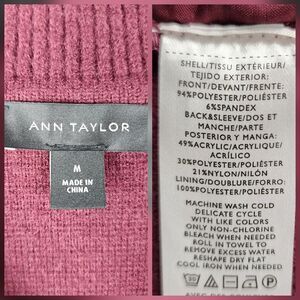 ANN TAYLOR
M
MADE IN
CHINA
SHELL/TISSU EXTÉRIEUR/
TEJIDO EXTERIOR:
FRONT/DEVANT/FRENTE:
94%POLYESTER/POLIÉSTER
6%SPANDEX
BACK&SLEEVE/DOS ET
MANCHE/PARTE
POSTERIOR Y MANGA:
49%ACRYLIC/ACRYLIQUE/
ACRÍLICO
30%POLYESTER/POLIÉSTER
21%NYLON/NILÓN
LINING/DOUBLURE/FORRO:
100%POLYESTER/POLIÉSTER
MACHINE WASH COLD
DELICATE CYCLE
WITH LIKE COLORS
ONLY NON-CHLORINE
BLEACH WHEN NEEDED
ROLL IN TOWEL TO
REMOVE EXCESS WATER
RESHAPE DRY FLAT
COOL IRON WHEN NEEDED